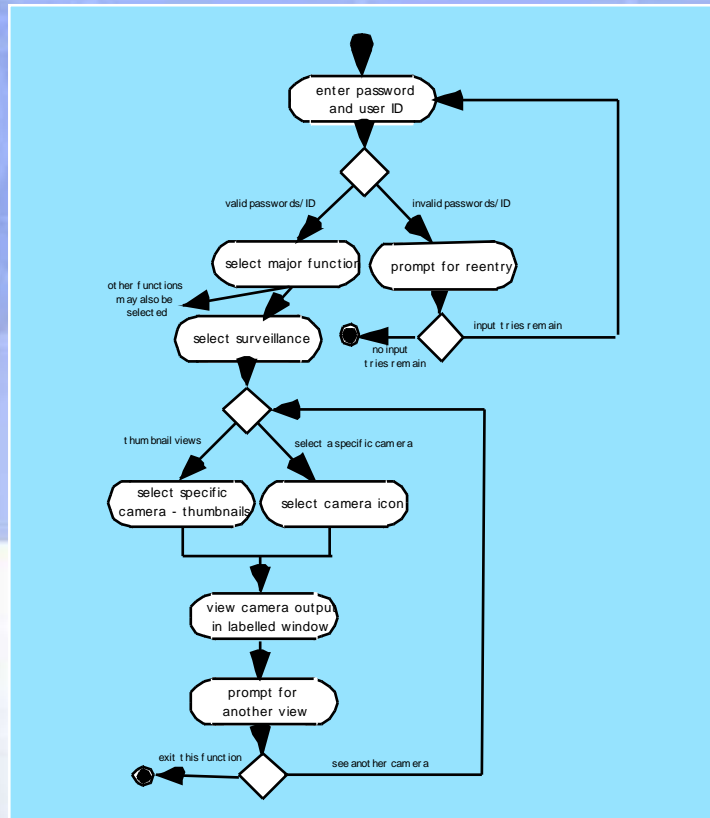 enter password
and user ID
valid passwords/ID
invalid passwords/ID
select major function
prompt for reentry
other functions
may also be
selected
select surveillance
input tries remain
no input
tries remain
thumbnail views
select a specific camera
select specific
camera - thumbnails
select camera icon
view camera output
in labelled window
prompt for
another view
exit this function
see another camera